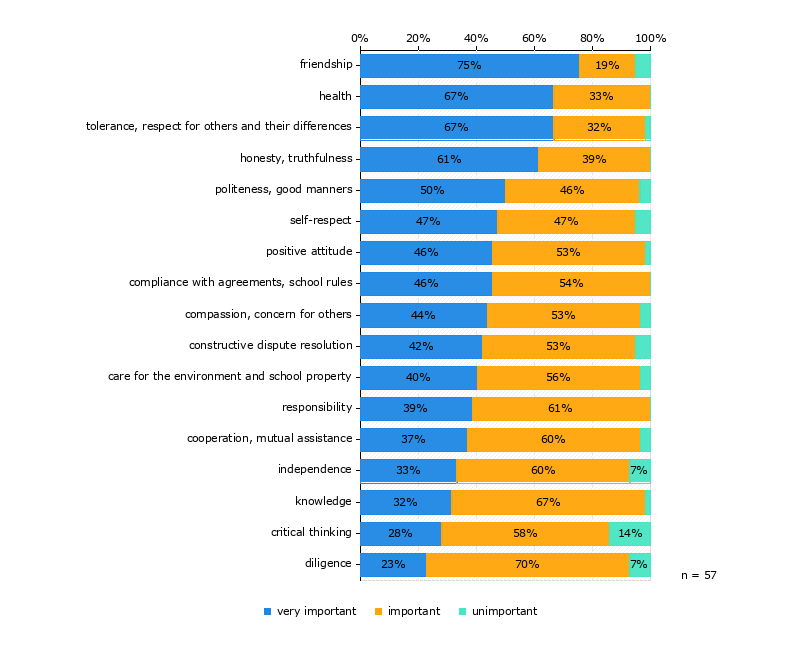 0% 20% 40% 60% 80% 100%
friendship 75% 19%
health 67% 33%
tolerance, respect for others and their differences 67% 32%
honesty, truthfulness 61% 39%
politeness, good manners 50% 46%
self-respect 47% 47%
positive attitude 46% 53%
compliance with agreements, school rules 46% 54%
compassion, concern for others 44% 53%
constructive dispute resolution 42% 53%
care for the environment and school property 40% 56%
responsibility 39% 61%
cooperation, mutual assistance 37% 60%
independence 33% 60% 7%
knowledge 32% 67%
critical thinking 28% 58% 14%
diligence 23% 70% 7%
n = 57
very important important unimportant